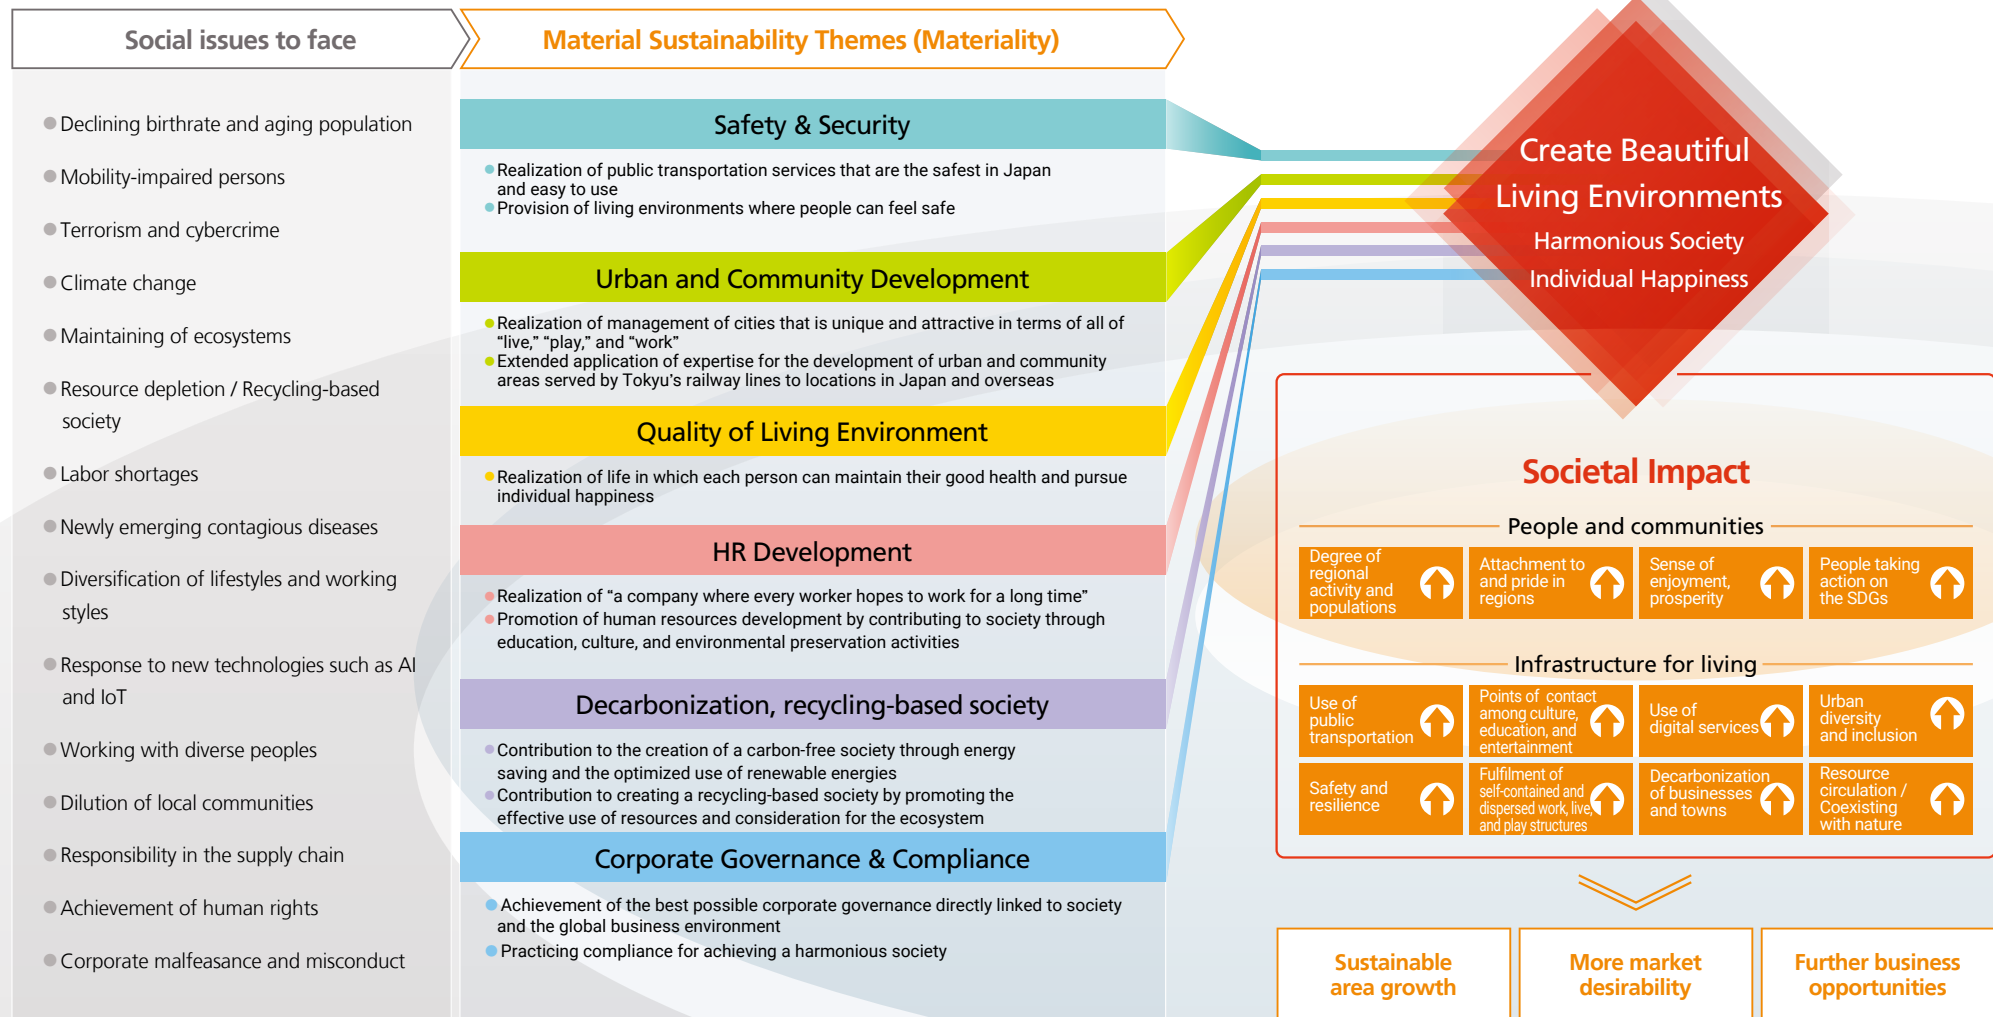 Social issues to face
Declining birthrate and aging population
Mobility-impaired persons
Terrorism and cybercrime
Climate change
Maintaining of ecosystems
Resource depletion / Recycling-based
society
Labor shortages
Newly emerging contagious diseases
Diversification of lifestyles and working
styles
Response to new technologies such as AI
and IoT
Working with diverse peoples
Dilution of local communities
Responsibility in the supply chain
Achievement of human rights
Corporate malfeasance and misconduct
Material Sustainability Themes (Materiality)
Safety & Security
Realization of public transportation services that are the safest in Japan
and easy to use
Provision of living environments where people can feel safe
Urban and Community Development
Realization of management of cities that is unique and attractive in terms of all of
“live,” “play,” and “work”
Extended application of expertise for the development of urban and community
areas served by Tokyu's railway lines to locations in Japan and overseas
Quality of Living Environment
Realization of life in which each person can maintain their good health and pursue
individual happiness
HR Development
Realization of “a company where every worker hopes to work for a long time”
Promotion of human resources development by contributing to society through
education, culture, and environmental preservation activities
Decarbonization, recycling-based society
Contribution to the creation of a carbon-free society through energy
saving and the optimized use of renewable energies
Contribution to creating a recycling-based society by promoting the
effective use of resources and consideration for the ecosystem
Corporate Governance & Compliance
Achievement of the best possible corporate governance directly linked to society
and the global business environment
Practicing compliance for achieving a harmonious society
Create Beautiful
Living Environments
Harmonious Society
Individual Happiness
Societal Impact
People and communities
Degree of
regional
activity and
populations
Attachment to
and pride in
regions
Sense of
enjoyment,
prosperity
People taking
action on
the SDGs
Infrastructure for living
Use of
public
transportation
Points of contact
among culture,
education, and
entertainment
Use of
digital services
Urban
diversity
and inclusion
Safety and
resilience
Fulfilment of
self-contained and
dispersed work, live,
and play structures
Decarbonization
of businesses
and towns
Resource
circulation /
Coexisting
with nature
Sustainable
area growth
More market
desirability
Further business
opportunities